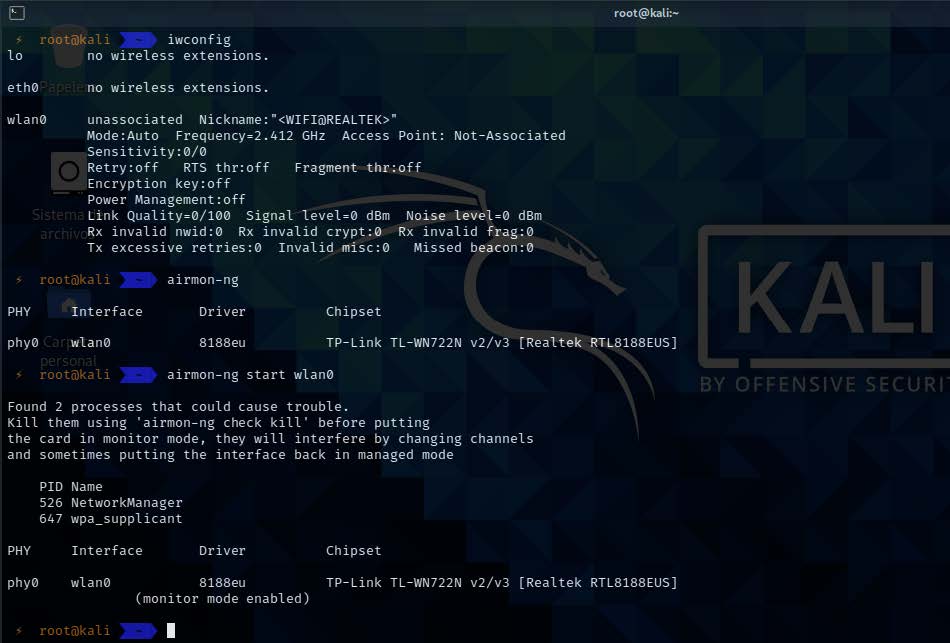 root@kali:~
⚡ root@kali ~ iwconfig
lo        no wireless extensions.
Papele
eth0      no wireless extensions.
wlan0     unassociated  Nickname:"<WIFI@REALTEK>"
          Mode:Auto  Frequency=2.412 GHz  Access Point: Not-Associated
          Sensitivity:0/0
          Retry:off   RTS thr:off   Fragment thr:off
          Encryption key:off
          Power Management:off
          Link Quality=0/100  Signal level=0 dBm  Noise level=0 dBm
          Rx invalid nwid:0  Rx invalid crypt:0  Rx invalid frag:0
          Tx excessive retries:0  Invalid misc:0   Missed beacon:0
Sistema
archivo
⚡ root@kali ~ airmon-ng
PHY     Interface       Driver          Chipset
phy0    wlan0           8188eu          TP-Link TL-WN722N v2/v3 [Realtek RTL8188EUS]
Carp
personal
⚡ root@kali ~ airmon-ng start wlan0
Found 2 processes that could cause trouble.
Kill them using 'airmon-ng check kill' before putting
the card in monitor mode, they will interfere by changing channels
and sometimes putting the interface back in managed mode
    PID Name
    526 NetworkManager
    647 wpa_supplicant
PHY     Interface       Driver          Chipset
phy0    wlan0           8188eu          TP-Link TL-WN722N v2/v3 [Realtek RTL8188EUS]
                (monitor mode enabled)
⚡ root@kali ~
KALI
BY OFFENSIVE SECURI